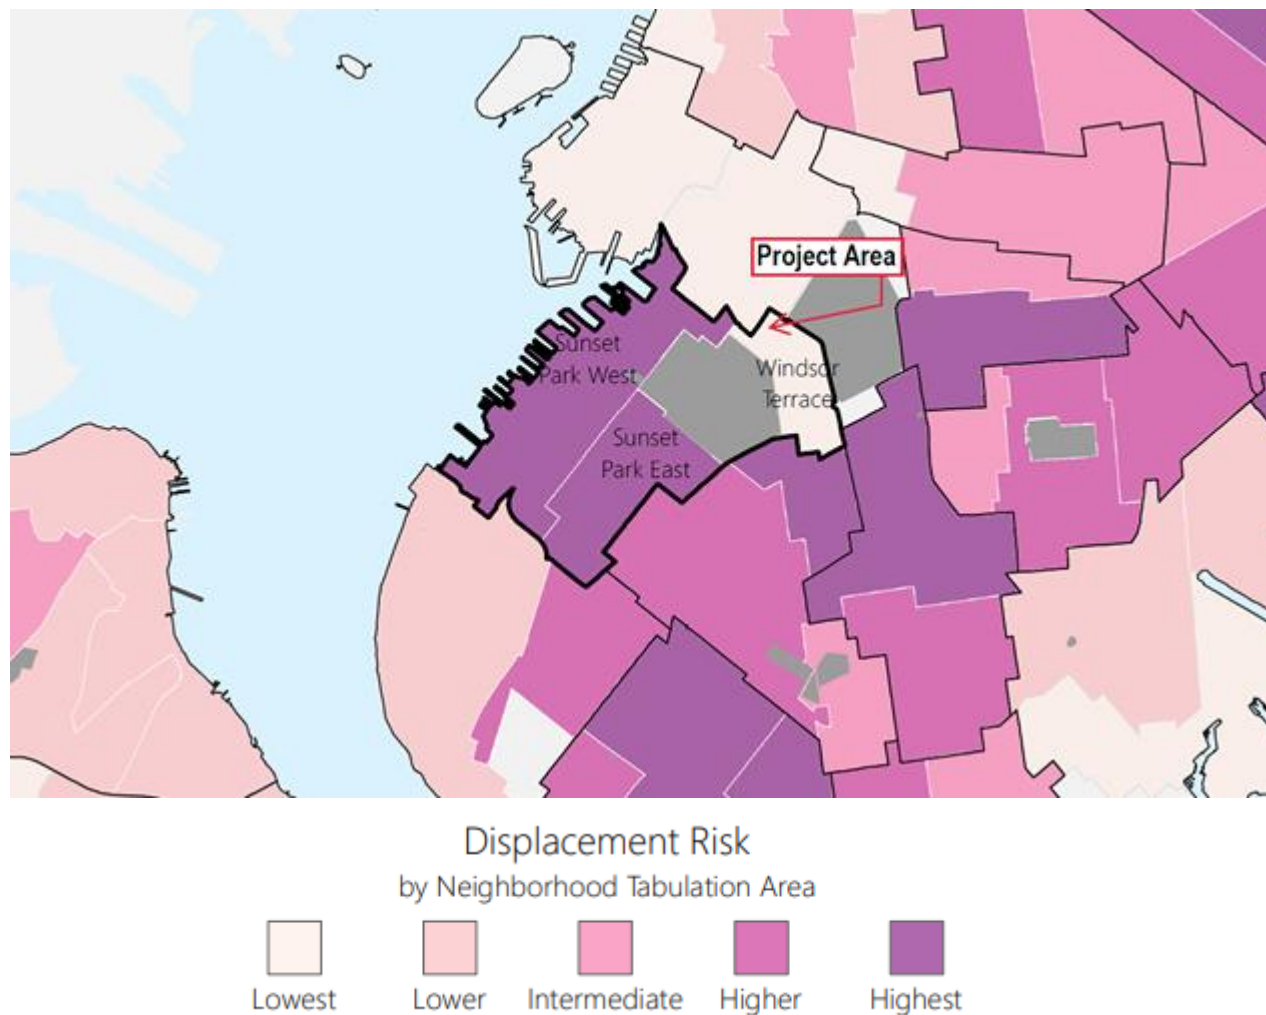 Project Area
Sunset
Park West
Windsor
Terrace
Sunset
Park East
Displacement Risk
by Neighborhood Tabulation Area
Lowest
Lower
Intermediate
Higher
Highest